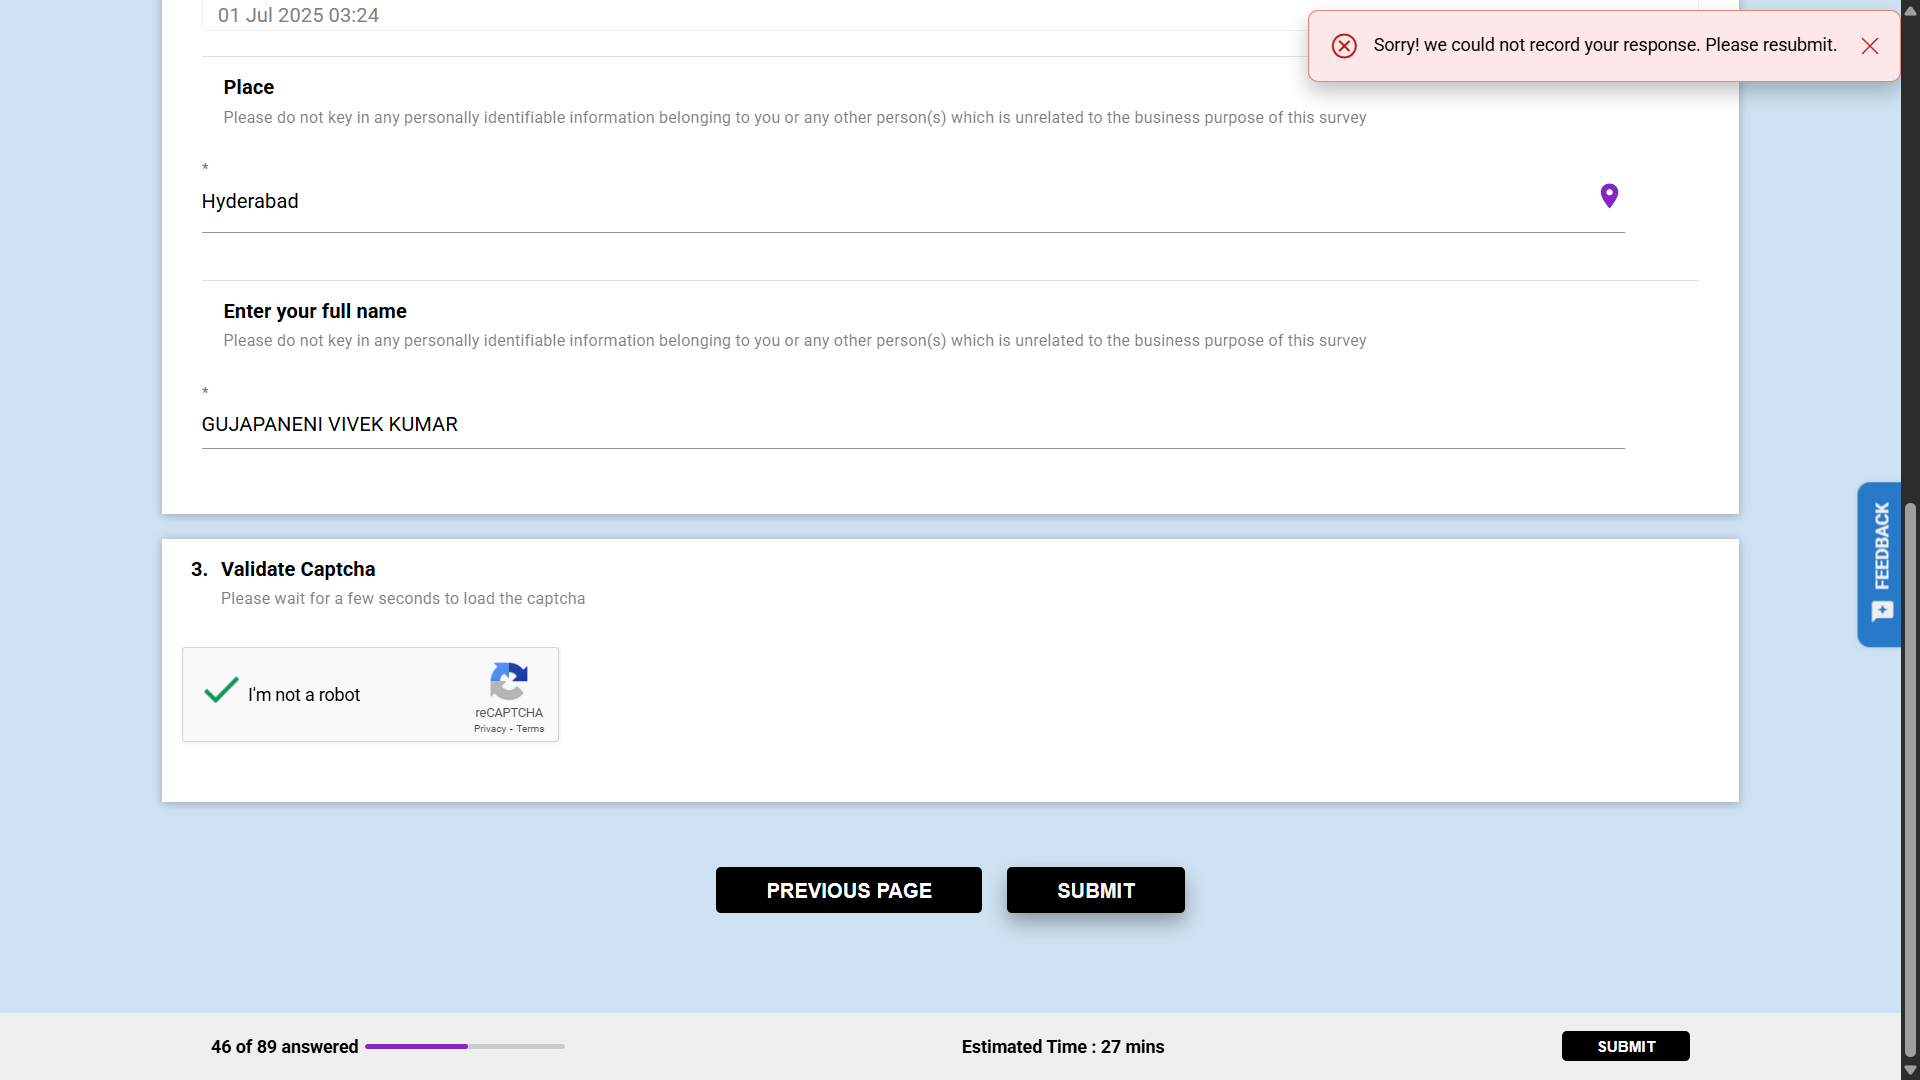 01 Jul 2025 03:24
Sorry! we could not record your response. Please resubmit.
Place
Please do not key in any personally identifiable information belonging to you or any other person(s) which is unrelated to the business purpose of this survey
*
Hyderabad
Enter your full name
Please do not key in any personally identifiable information belonging to you or any other person(s) which is unrelated to the business purpose of this survey
*
GUJAPANENI VIVEK KUMAR
FEEDBACK
3. Validate Captcha
Please wait for a few seconds to load the captcha
I'm not a robot
reCAPTCHA
Privacy - Terms
PREVIOUS PAGE
SUBMIT
46 of 89 answered
Estimated Time : 27 mins
SUBMIT